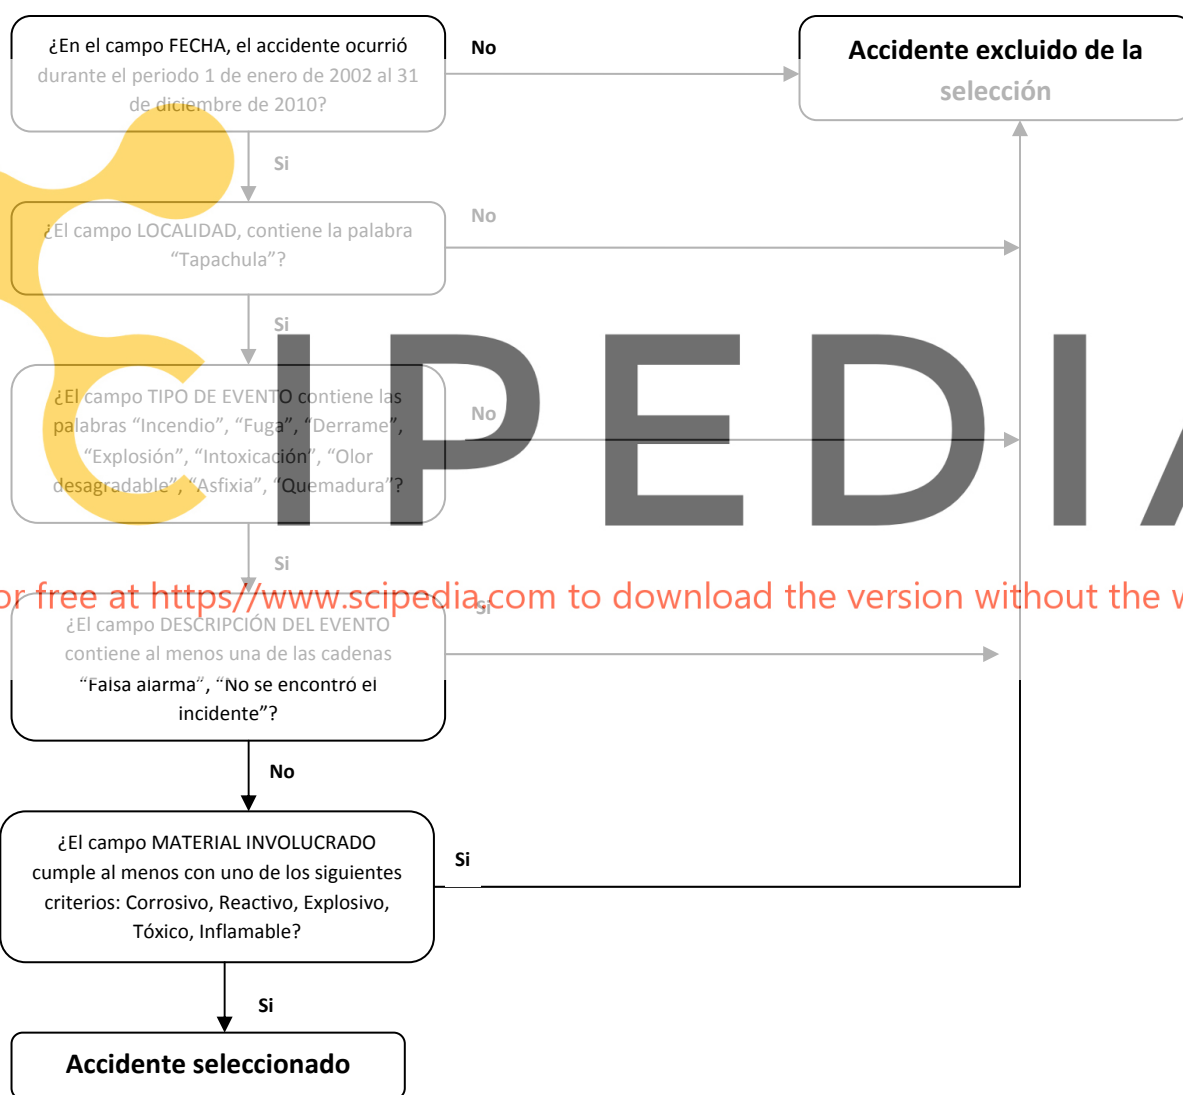 ¿En el campo FECHA, el accidente ocurrió
durante el periodo 1 de enero de 2002 al 31
de diciembre de 2010?
No
Accidente excluido de la
selección
Si
¿El campo LOCALIDAD, contiene la palabra
“Tapachula”?
No
Si
¿El campo TIPO DE EVENTO contiene las
palabras “Incendio”, “Fuga”, “Derrame”,
“Explosión”, “Intoxicación”, “Olor
desagradable”, “Asfixia”, “Quemadura”?
No
CIPEDIA
Si
or free at https//www.scipedia.com to download the version without the w
Si
¿El campo DESCRIPCIÓN DEL EVENTO
contiene al menos una de las cadenas
“Falsa alarma”, “No se encontró el
incidente”?
No
¿El campo MATERIAL INVOLUCRADO
cumple al menos con uno de los siguientes
criterios: Corrosivo, Reactivo, Explosivo,
Tóxico, Inflamable?
Si
Si
Accidente seleccionado